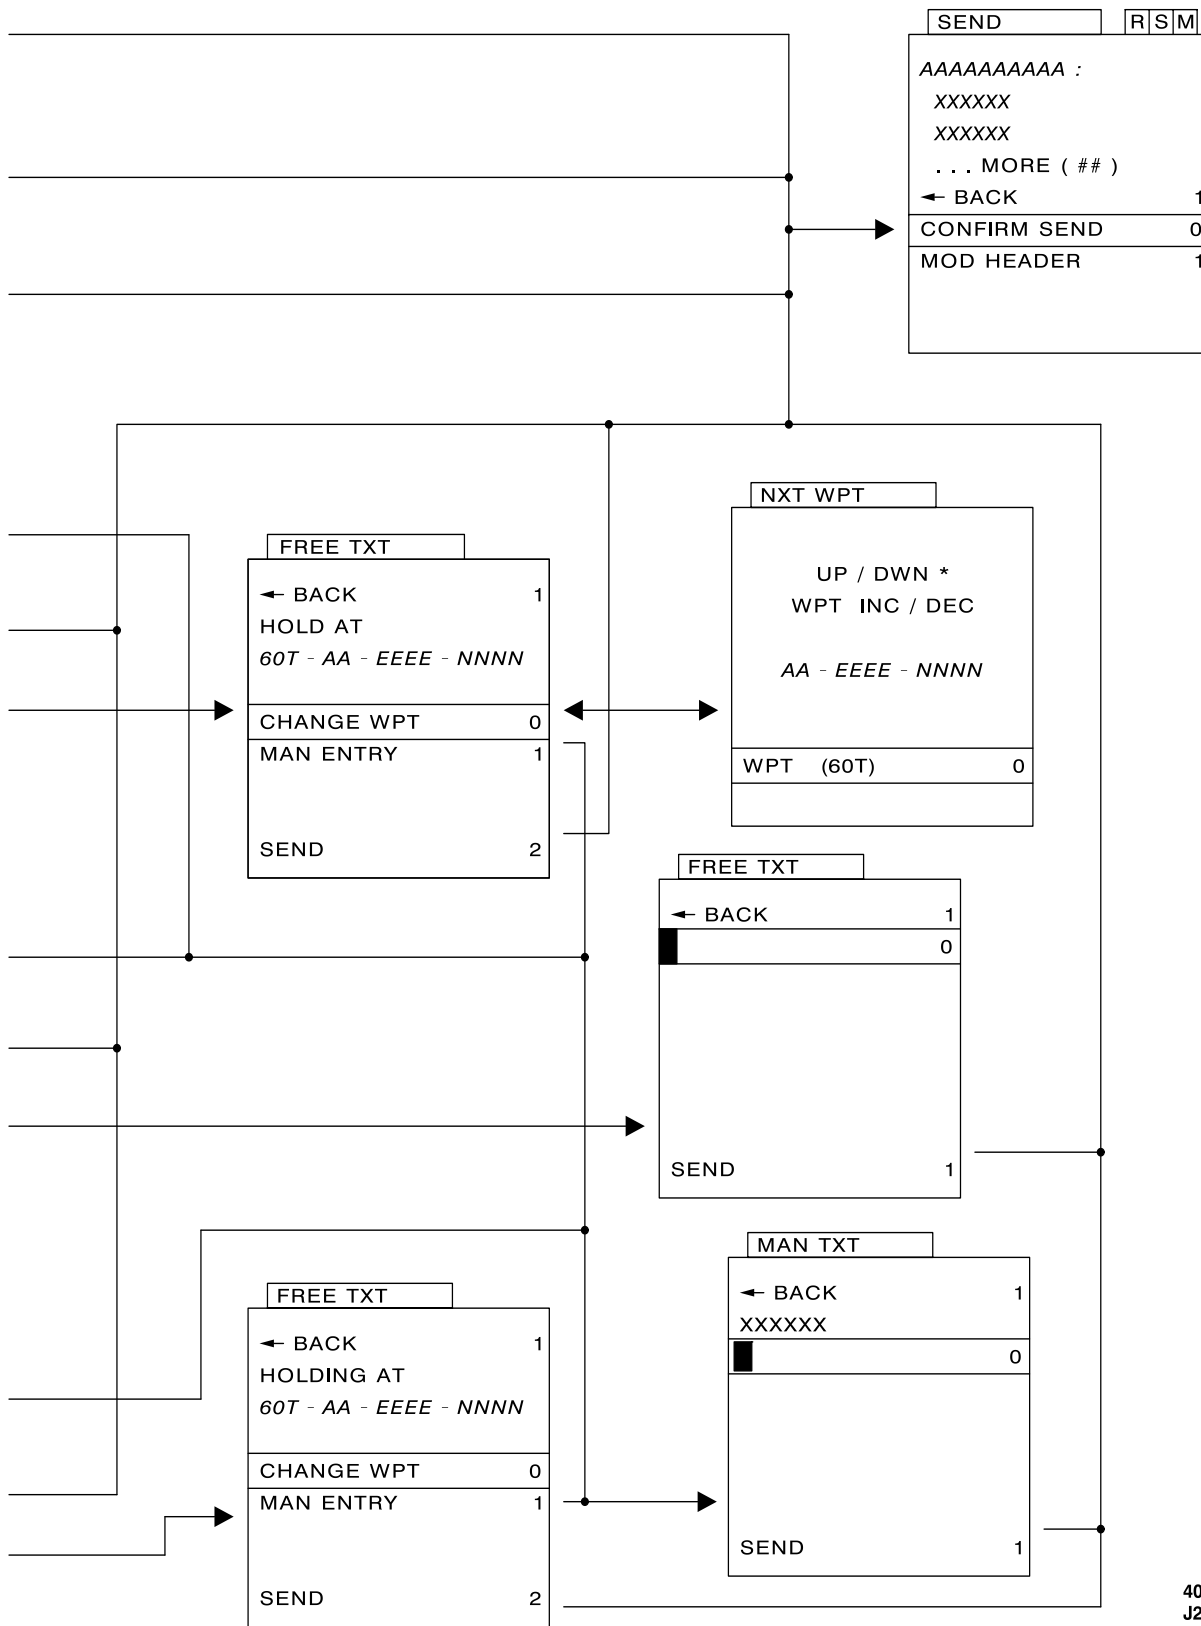 SEND R S M
AAAAAAAAAA :
XXXXXX
XXXXXX
. . . MORE ( ## )
← BACK 1
CONFIRM SEND 0
MOD HEADER 1
FREE TXT
← BACK 1
HOLD AT
60T - AA - EEEE - NNNN
CHANGE WPT 0
MAN ENTRY 1
SEND 2
NXT WPT
UP / DWN *
WPT INC / DEC
AA - EEEE - NNNN
WPT (60T) 0
FREE TXT
← BACK 1
0
SEND 1
FREE TXT
← BACK 1
HOLDING AT
60T - AA - EEEE - NNNN
CHANGE WPT 0
MAN ENTRY 1
SEND 2
MAN TXT
← BACK 1
XXXXXX
0
SEND 1
40
J2